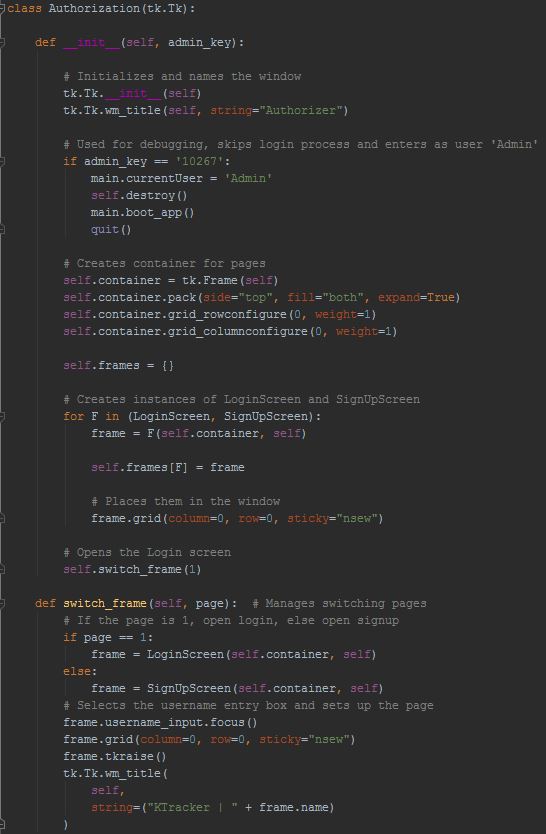 class Authorization(tk.Tk):
def __init__(self, admin_key):
# Initializes and names the window
tk.Tk.__init__(self)
tk.Tk.wm_title(self, string="Authorizer")
# Used for debugging, skips login process and enters as user 'Admin'
if admin_key == '10267':
main.currentUser = 'Admin'
self.destroy()
main.boot_app()
quit()
# Creates container for pages
self.container = tk.Frame(self)
self.container.pack(side="top", fill="both", expand=True)
self.container.grid_rowconfigure(0, weight=1)
self.container.grid_columnconfigure(0, weight=1)
self.frames = {}
# Creates instances of LoginScreen and SignUpScreen
for F in (LoginScreen, SignUpScreen):
frame = F(self.container, self)
self.frames[F] = frame
# Places them in the window
frame.grid(column=0, row=0, sticky="nsew")
# Opens the Login screen
self.switch_frame(1)
def switch_frame(self, page):  # Manages switching pages
# If the page is 1, open login, else open signup
if page == 1:
frame = LoginScreen(self.container, self)
else:
frame = SignUpScreen(self.container, self)
# Selects the username entry box and sets up the page
frame.username_input.focus()
frame.grid(column=0, row=0, sticky="nsew")
frame.tkraise()
tk.Tk.wm_title(
self,
string=("KTracker | " + frame.name)
)